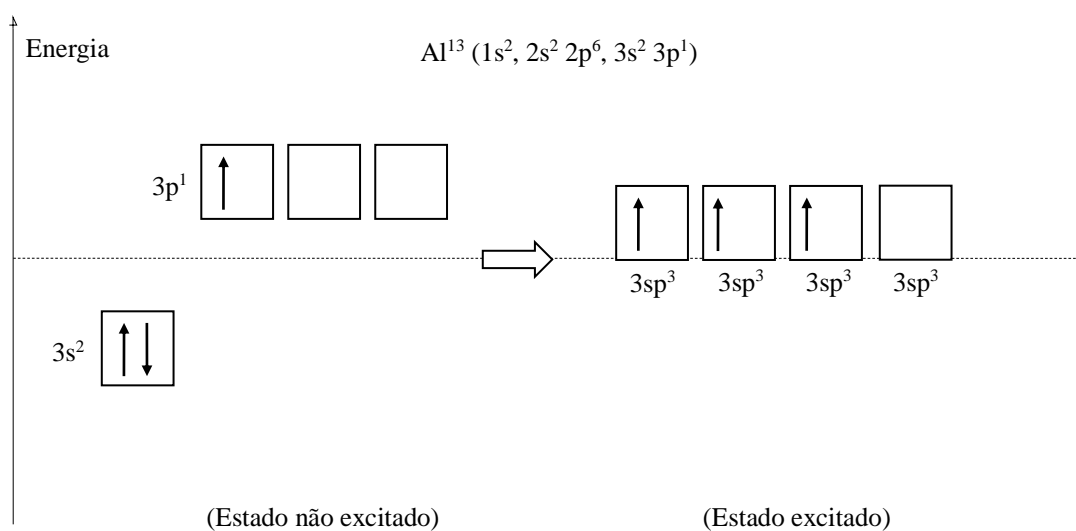 Energia
Al¹³ (1s², 2s² 2p⁶, 3s² 3p¹)
3p¹
3sp³ 3sp³ 3sp³ 3sp³
3s²
(Estado não excitado) (Estado excitado)